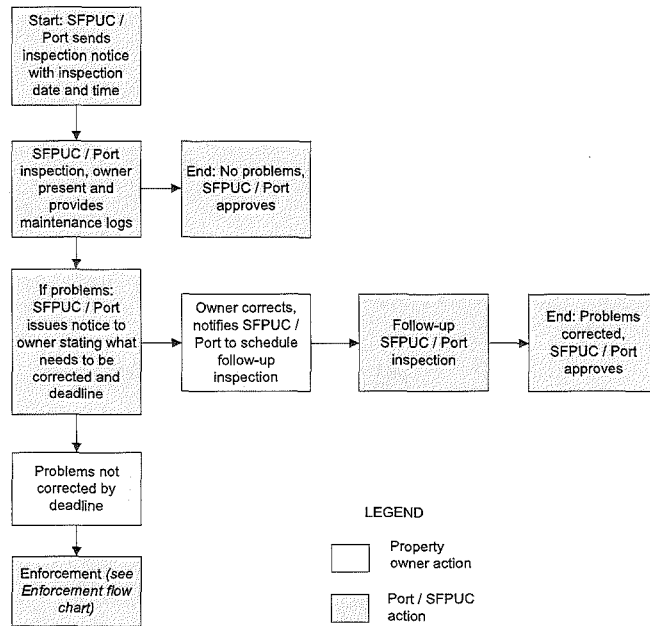 Start: SFPUC /
Port sends
inspection notice
with inspection
date and time
SFPUC / Port
inspection, owner
present and
provides
maintenance logs
End: No problems,
SFPUC / Port
approves
If problems:
SFPUC / Port
issues notice to
owner stating what
needs to be
corrected and
deadline
Owner corrects,
notifies SFPUC /
Port to schedule
follow-up
inspection
Follow-up
SFPUC / Port
inspection
End: Problems
corrected,
SFPUC / Port
approves
Problems not
corrected by
deadline
Enforcement (see
Enforcement flow
chart)
LEGEND
Property
owner action
Port / SFPUC
action